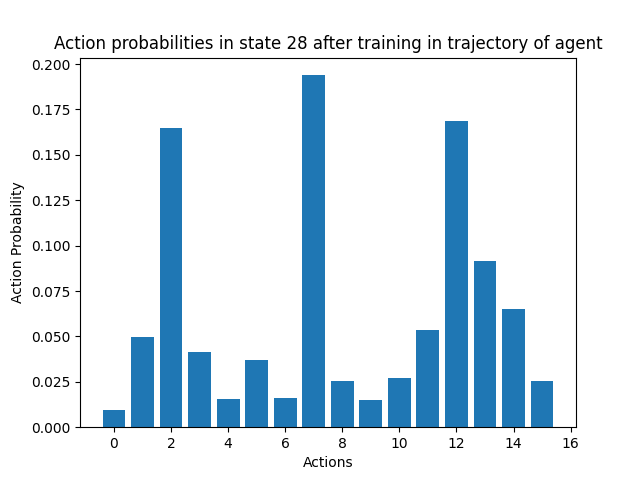 Action probabilities in state 28 after training in trajectory of agent
0.200
0.175
0.150
0.125
0.100
0.075
0.050
0.025
0.000
Action Probability
0 2 4 6 8 10 12 14 16
Actions